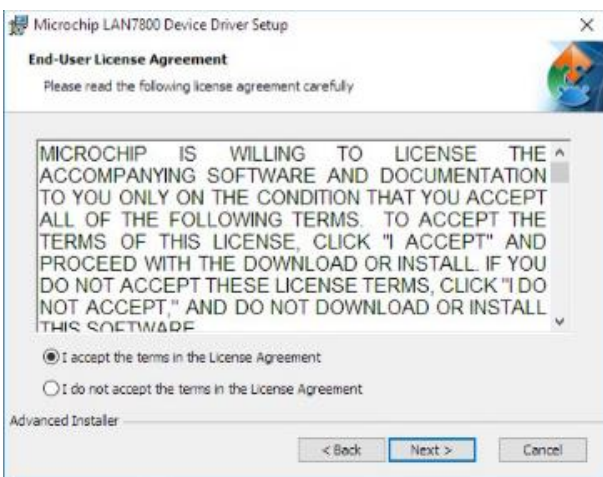 Microchip LAN7800 Device Driver Setup
End-User License Agreement
Please read the following license agreement carefully
MICROCHIP IS WILLING TO LICENSE THE
ACCOMPANYING SOFTWARE AND DOCUMENTATION
TO YOU ONLY ON THE CONDITION THAT YOU ACCEPT
ALL OF THE FOLLOWING TERMS. TO ACCEPT THE
TERMS OF THIS LICENSE, CLICK "I ACCEPT" AND
PROCEED WITH THE DOWNLOAD OR INSTALL. IF YOU
DO NOT ACCEPT THESE LICENSE TERMS, CLICK "I DO
NOT ACCEPT," AND DO NOT DOWNLOAD OR INSTALL
THIS SOFTWARE
I accept the terms in the License Agreement
I do not accept the terms in the License Agreement
Advanced Installer
< Back Next > Cancel